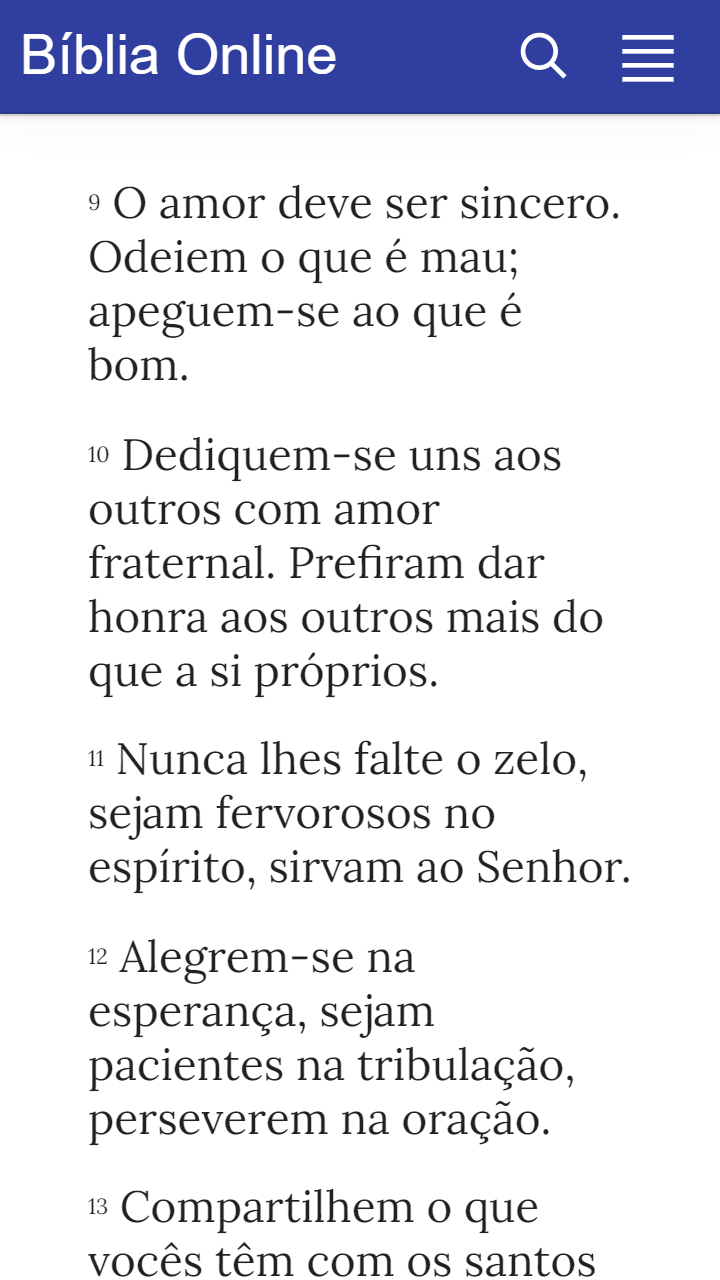 Bíblia Online
9 O amor deve ser sincero.
Odeiem o que é mau;
apeguem-se ao que é
bom.
10 Dediquem-se uns aos
outros com amor
fraternal. Prefiram dar
honra aos outros mais do
que a si próprios.
11 Nunca lhes falte o zelo,
sejam fervorosos no
espírito, sirvam ao Senhor.
12 Alegrem-se na
esperança, sejam
pacientes na tribulação,
perseverem na oração.
13 Compartilhem o que
vocês têm com os santos